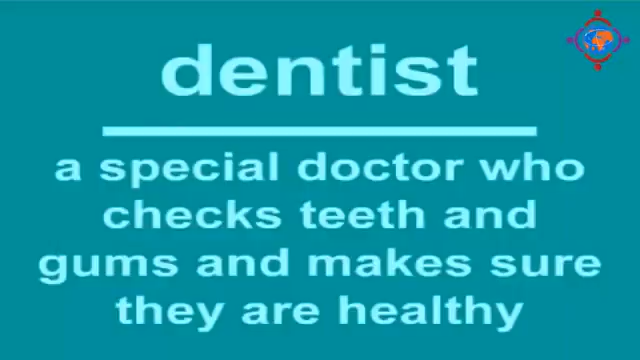 dentist
a special doctor who
checks teeth and
gums and makes sure
they are healthy